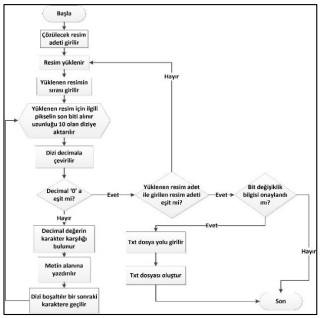 Başla
Çözülecek resim
adeti girilir
Resim yüklenir
Hayır
Yüklenen resimin
sırası girilir
Yüklenen resim için ilgili
pikselin son biti alınır
uzunluğu 10 olan diziye
aktarılır
Dizi decimala
çevirilir
Decimal '0' a
eşit mi?
Evet
Yüklenen resim adet
ile girilen resim adeti
eşit mi?
Evet
Bit değişiklik
bilgisi onaylandı
mı?
Hayır
Evet
Decimal değerin
karakter karşılığı
bulunur
Txt dosya yolu girilir
Hayır
Metin alanına
yazdırılır
Txt dosyası oluştur
Dizi boşaltılır bir sonraki
karaktere geçilir
Son